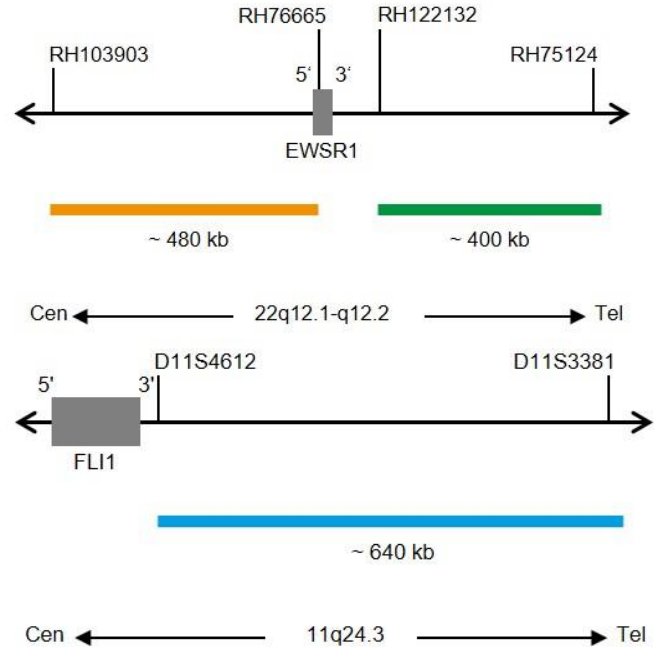 RH76665 RH122132
RH103903 RH75124
5‘ 3‘
EWSR1
~ 480 kb ~ 400 kb
Cen 22q12.1-q12.2 Tel
D11S4612 D11S3381
5' 3'
FLI1
~ 640 kb
Cen 11q24.3 Tel